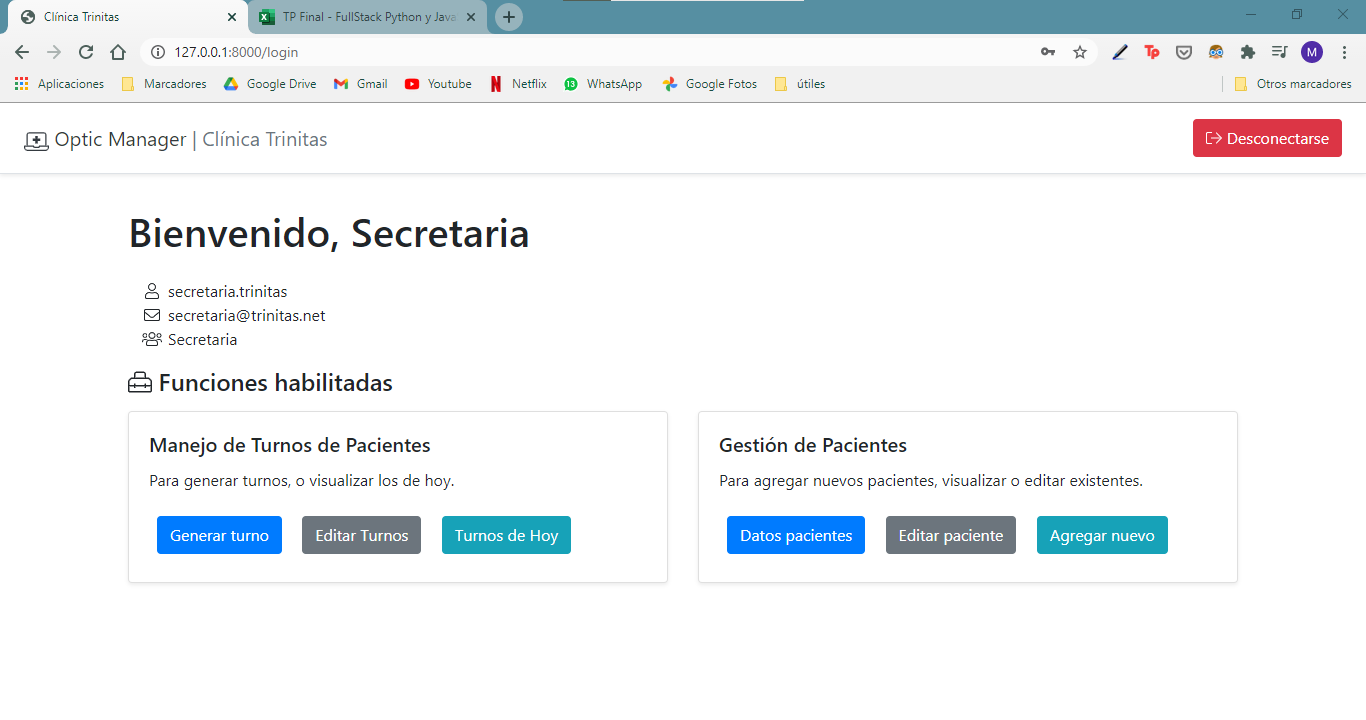 Clínica Trinitas
TP Final - FullStack Python y Java
127.0.0.1:8000/login
Tp
M
Aplicaciones
Marcadores
Google Drive
Gmail
Youtube
Netflix
13
WhatsApp
Google Fotos
útiles
Otros marcadores
Optic Manager | Clínica Trinitas
Desconectarse
Bienvenido, Secretaria
secretaria.trinitas
secretaria@trinitas.net
Secretaria
Funciones habilitadas
Manejo de Turnos de Pacientes
Para generar turnos, o visualizar los de hoy.
Generar turno
Editar Turnos
Turnos de Hoy
Gestión de Pacientes
Para agregar nuevos pacientes, visualizar o editar existentes.
Datos pacientes
Editar paciente
Agregar nuevo